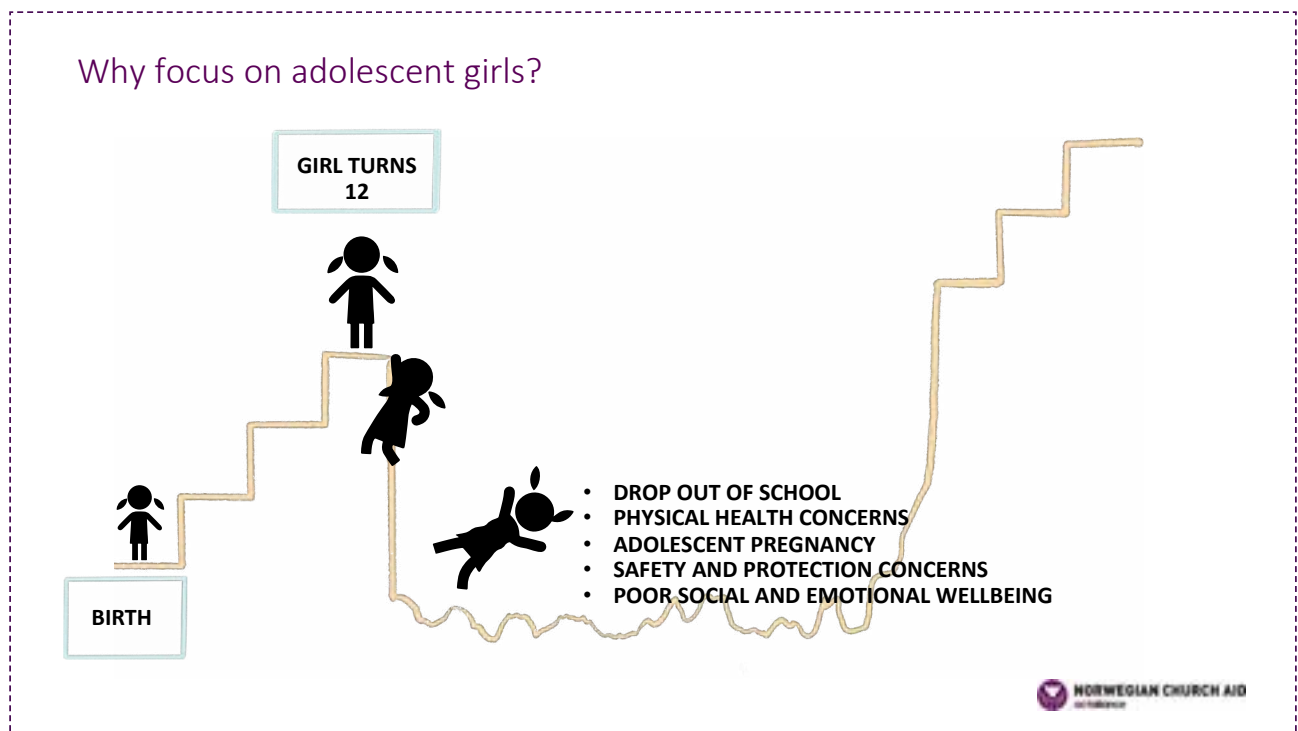 Why focus on adolescent girls?
GIRL TURNS
12
• DROP OUT OF SCHOOL
• PHYSICAL HEALTH CONCERNS
• ADOLESCENT PREGNANCY
• SAFETY AND PROTECTION CONCERNS
• POOR SOCIAL AND EMOTIONAL WELLBEING
BIRTH
NORWEGIAN CHURCH AID
actalliance